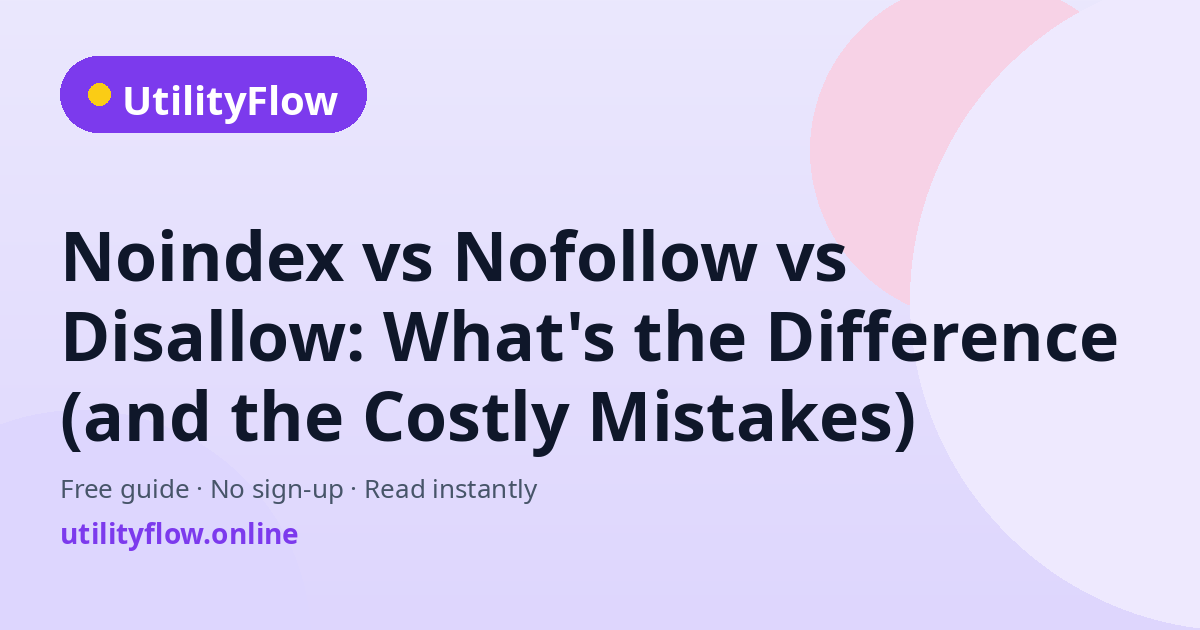 UtilityFlow
Noindex vs Nofollow vs
Disallow: What's the Difference
(and the Costly Mistakes)
Free guide · No sign-up · Read instantly
utilityflow.online